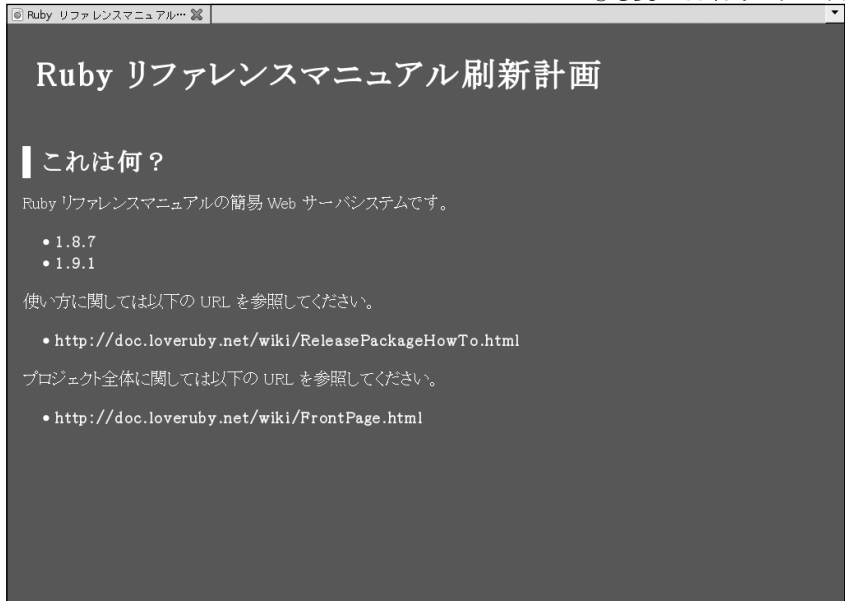 Ruby リファレンスマニュアル…
Ruby リファレンスマニュアル刷新計画
これは何？
Ruby リファレンスマニュアルの簡易 Web サーバシステムです。
• 1.8.7
• 1.9.1
使い方に関しては以下の URL を参照してください。
• http://doc.loveruby.net/wiki/ReleasePackageHowTo.html
プロジェクト全体に関しては以下の URL を参照してください。
• http://doc.loveruby.net/wiki/FrontPage.html